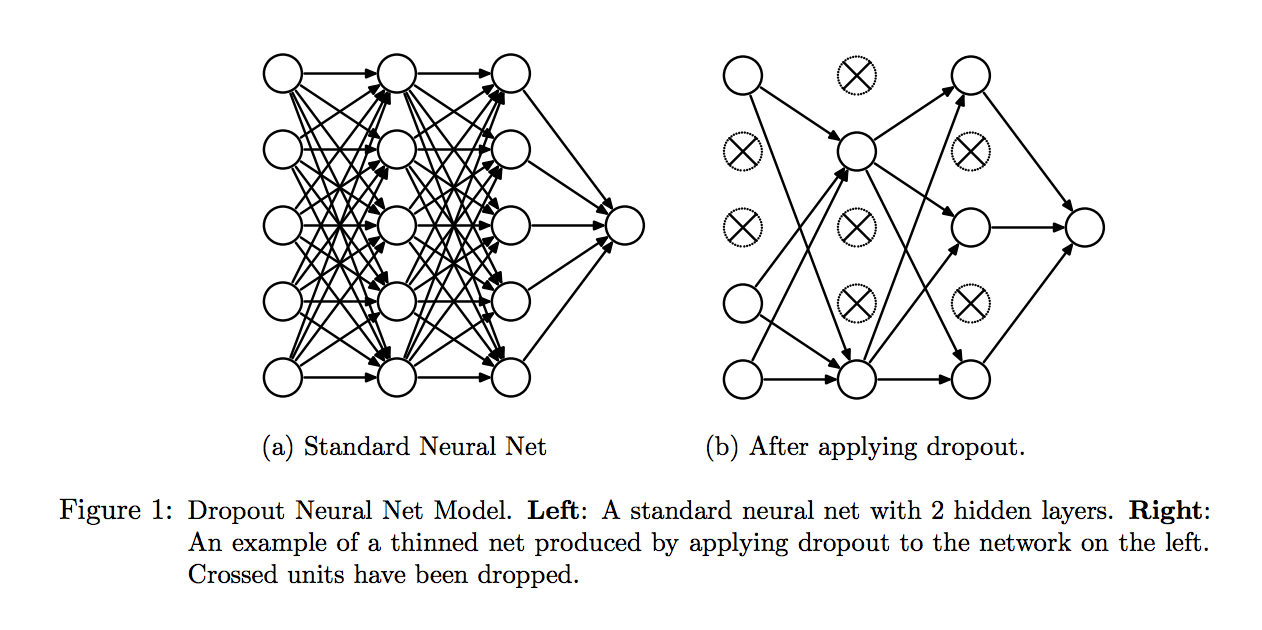 (a) Standard Neural Net
(b) After applying dropout.
Figure 1: Dropout Neural Net Model. Left: A standard neural net with 2 hidden layers. Right:
An example of a thinned net produced by applying dropout to the network on the left.
Crossed units have been dropped.